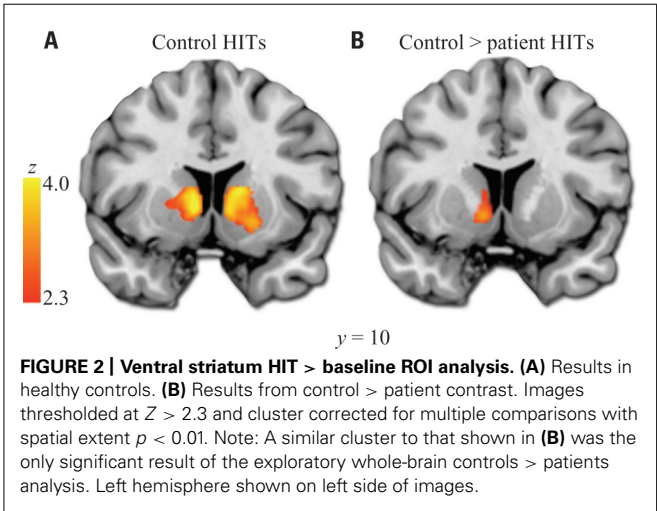 A Control HITs
B Control > patient HITs
z
4.0
2.3
y = 10
FIGURE 2 | Ventral striatum HIT > baseline ROI analysis. (A) Results in
healthy controls. (B) Results from control > patient contrast. Images
thresholded at Z > 2.3 and cluster corrected for multiple comparisons with
spatial extent p < 0.01. Note: A similar cluster to that shown in (B) was the
only significant result of the exploratory whole-brain controls > patients
analysis. Left hemisphere shown on left side of images.